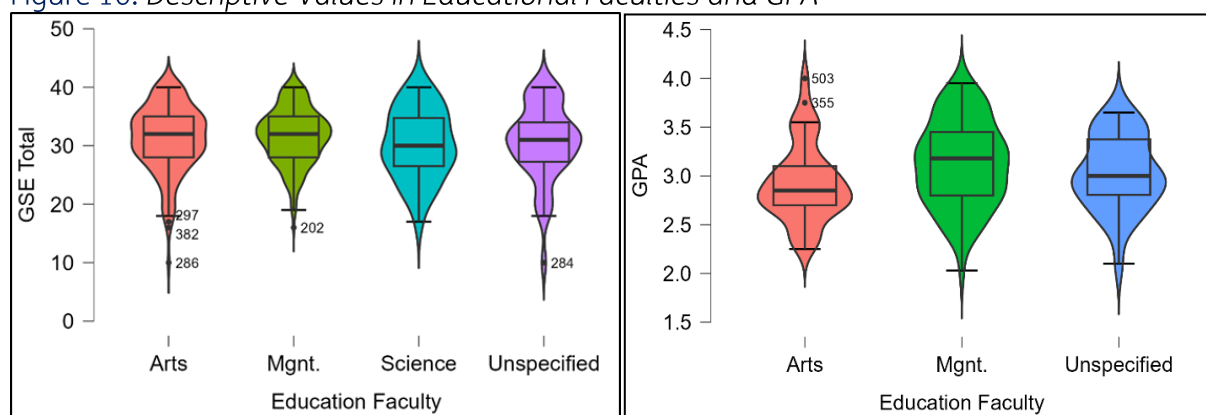 Figure 10. Descriptive Values in Educational Faculties and GPA
50
40
30
20
10
0
GSE Total
297
382
286
202
284
Arts Mgnt. Science Unspecified
Education Faculty
4.5
4.0
3.5
3.0
2.5
2.0
1.5
GPA
503
355
Arts Mgnt. Unspecified
Education Faculty